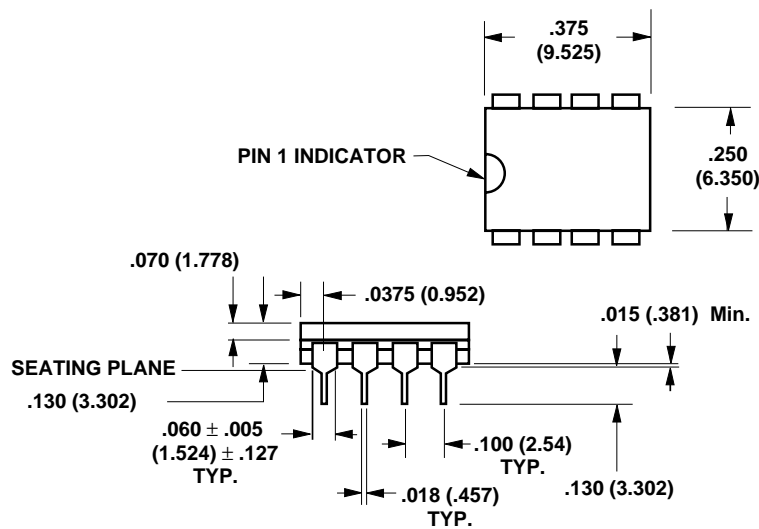 .375
(9.525)
PIN 1 INDICATOR
.250
(6.350)
.070 (1.778)
.0375 (0.952)
.015 (.381) Min.
SEATING PLANE
.130 (3.302)
.060 ± .005
(1.524) ± .127
TYP.
.100 (2.54)
TYP.
.130 (3.302)
.018 (.457)
TYP.